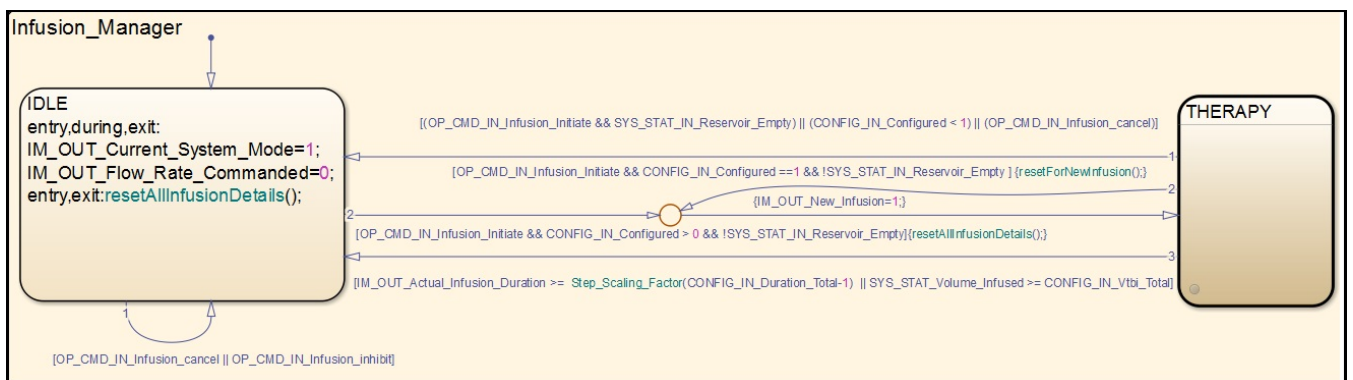 Infusion_Manager
IDLE
entry,during,exit:
IM_OUT_Current_System_Mode=1;
IM_OUT_Flow_Rate_Commanded=0;
entry,exit:resetAllInfusionDetails();
THERAPY
[(OP_CMD_IN_Infusion_Initiate && SYS_STAT_IN_Reservoir_Empty) || (CONFIG_IN_Configured < 1) || (OP_CMD_IN_Infusion_cancel)]
1
[OP_CMD_IN_Infusion_Initiate && CONFIG_IN_Configured ==1 && !SYS_STAT_IN_Reservoir_Empty ] {resetForNewInfusion();}
2
{IM_OUT_New_Infusion=1;}
2
[OP_CMD_IN_Infusion_Initiate && CONFIG_IN_Configured > 0 && !SYS_STAT_IN_Reservoir_Empty]{resetAllInfusionDetails();}
3
[IM_OUT_Actual_Infusion_Duration >= Step_Scaling_Factor(CONFIG_IN_Duration_Total-1) || SYS_STAT_Volume_Infused >= CONFIG_IN_Vtbi_Total]
1
[OP_CMD_IN_Infusion_cancel || OP_CMD_IN_Infusion_inhibit]